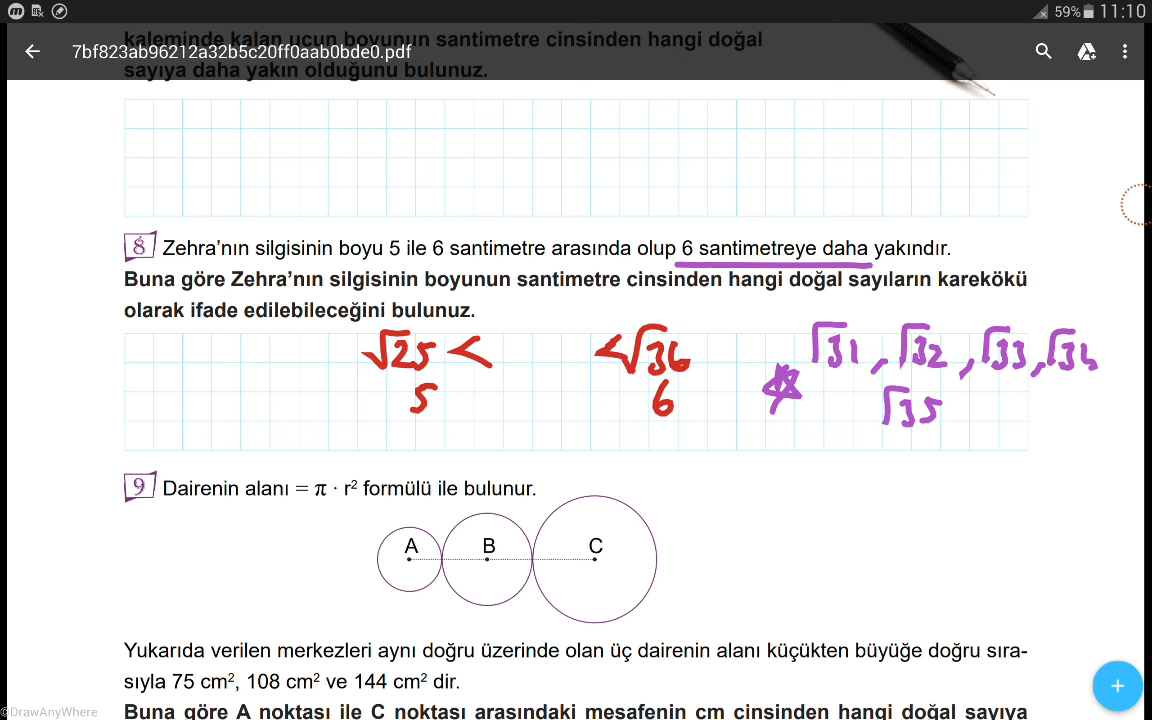 59% 11:10
kaleminde kalan ucun boyunun santimetre cinsinden hangi doğal
7bf823ab96212a32b5c20ff0aab0bde0.pdf
sayıya daha yakın olduğunu bulunuz.
8 Zehra’nın silgisinin boyu 5 ile 6 santimetre arasında olup 6 santimetreye daha yakındır.
Buna göre Zehra’nın silgisinin boyunun santimetre cinsinden hangi doğal sayıların karekökü
olarak ifade edilebileceğini bulunuz.
√25 < <√36 √31 , √32 , √33 , √34
5 6 √35
9 Dairenin alanı = π · r² formülü ile bulunur.
A B C
Yukarıda verilen merkezleri aynı doğru üzerinde olan üç dairenin alanı küçükten büyüğe doğru sıra-
sıyla 75 cm², 108 cm² ve 144 cm² dir.
©DrawAnyWhere
Buna göre A noktası ile C noktası arasındaki mesafenin cm cinsinden hangi doğal sayıya